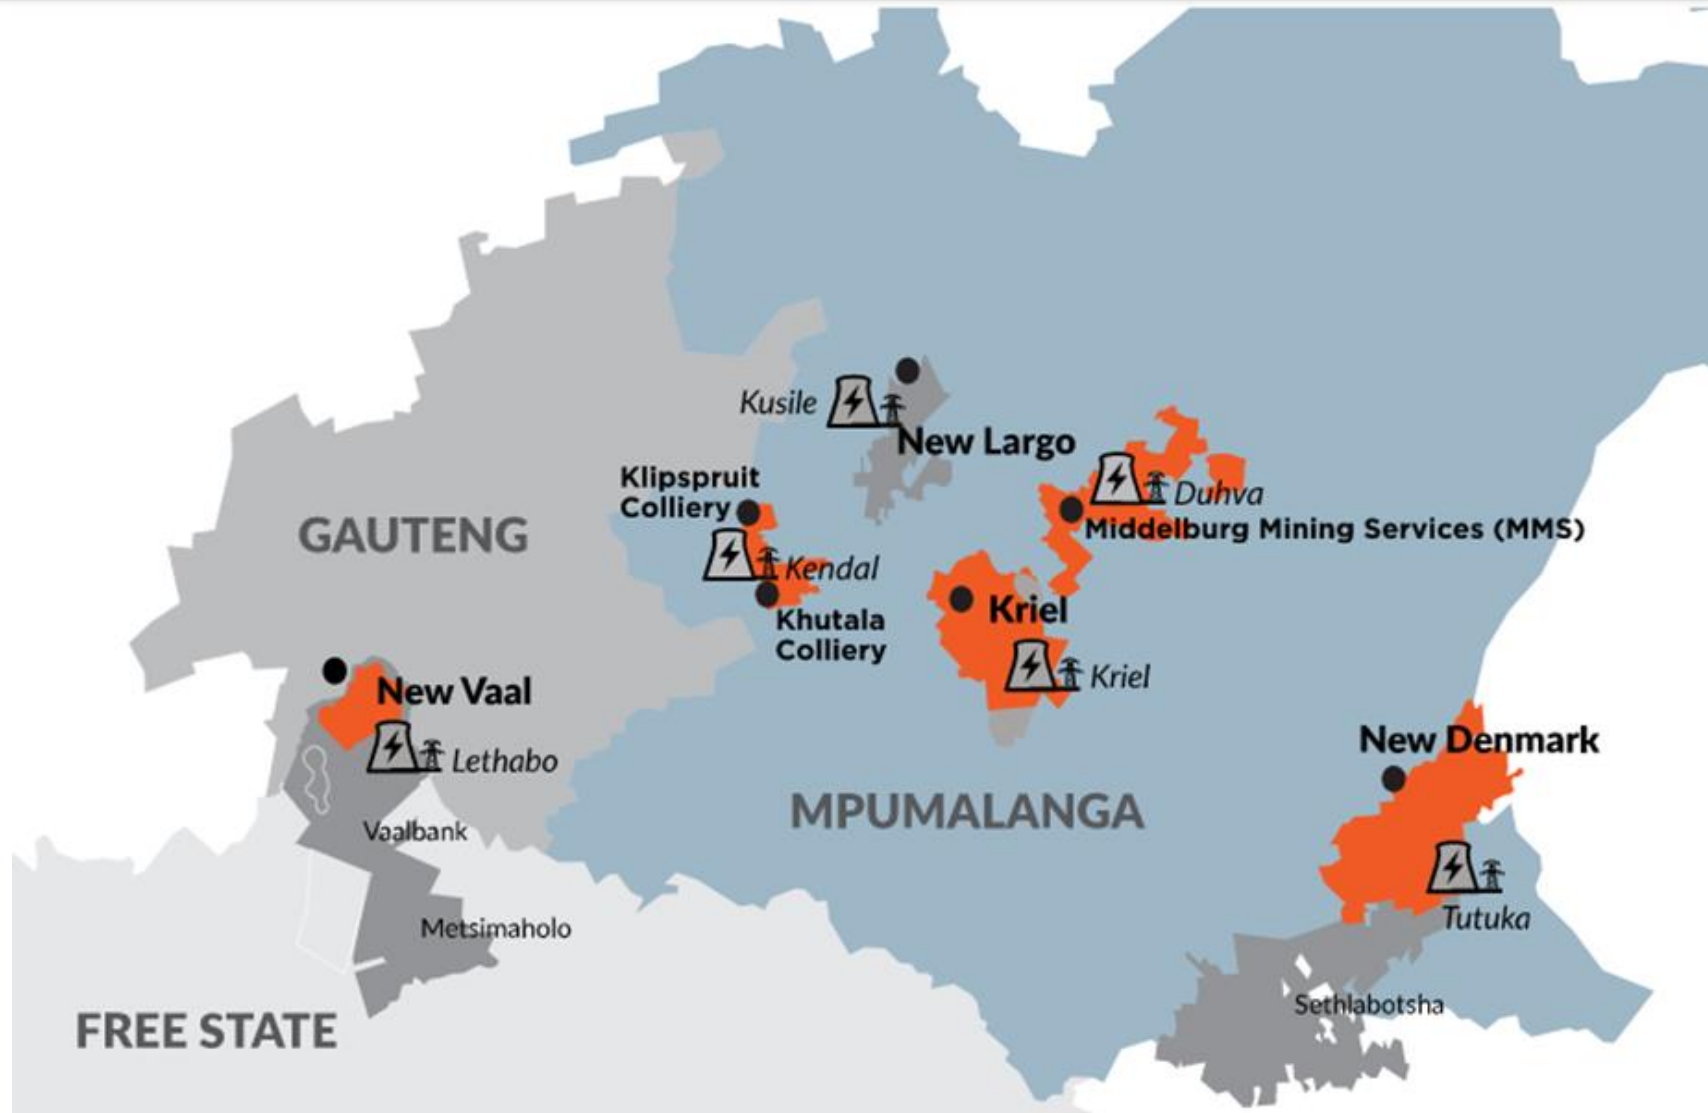 Kusile
New Largo
Klipspruit
Colliery
Duhva
GAUTENG
Middelburg Mining Services (MMS)
Kendal
Kriel
Khutala
Colliery
Kriel
New Vaal
New Denmark
Lethabo
MPUMALANGA
Vaalbank
Tutuka
Metsimaholo
Sethlabotsha
FREE STATE